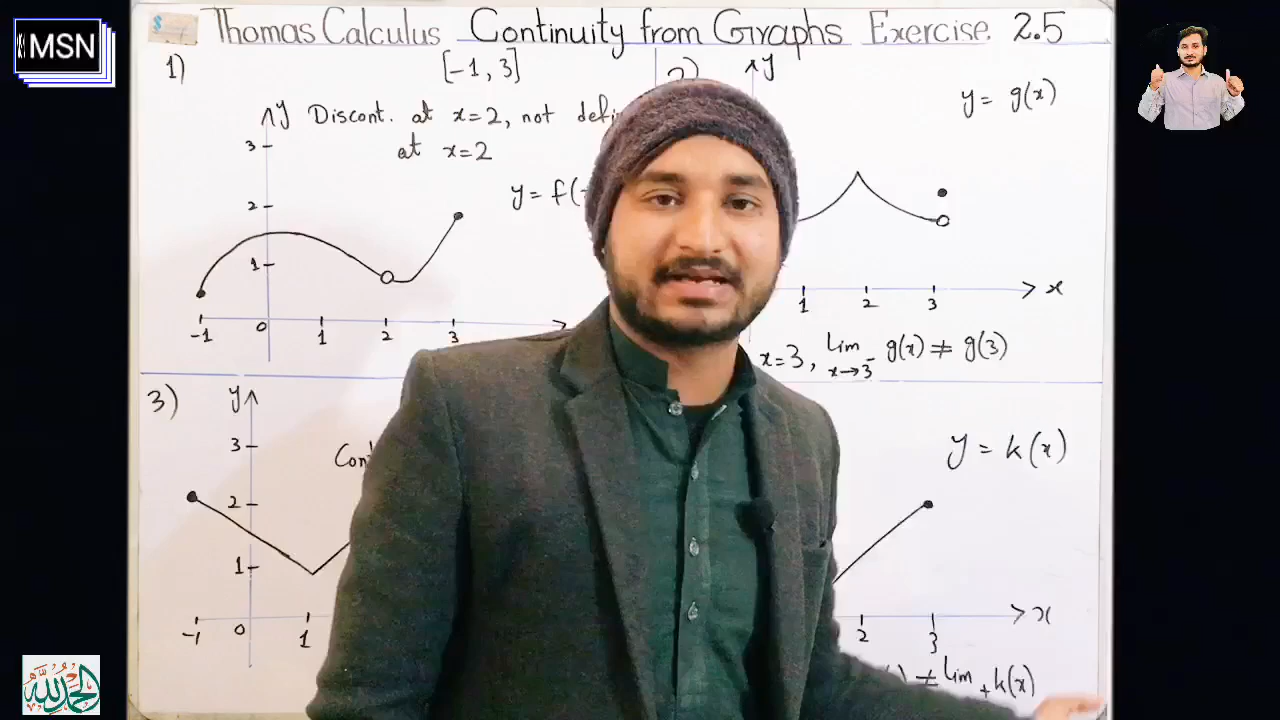 MSN
Thomas Calculus Continuity from Graphs Exercise 2.5
1) [-1, 3]
y Discont. at x=2, not
at x=2
3
2
1
-1 0 1 2 3
y
y = g(x)
1 2 3 x
x=3, Lim g(x) ≠ g(3)
x→3⁻
3) y
3
2
1
-1 0 1
y = k(x)
2 3 x
≠ Lim k(x)
+
الحمد لله